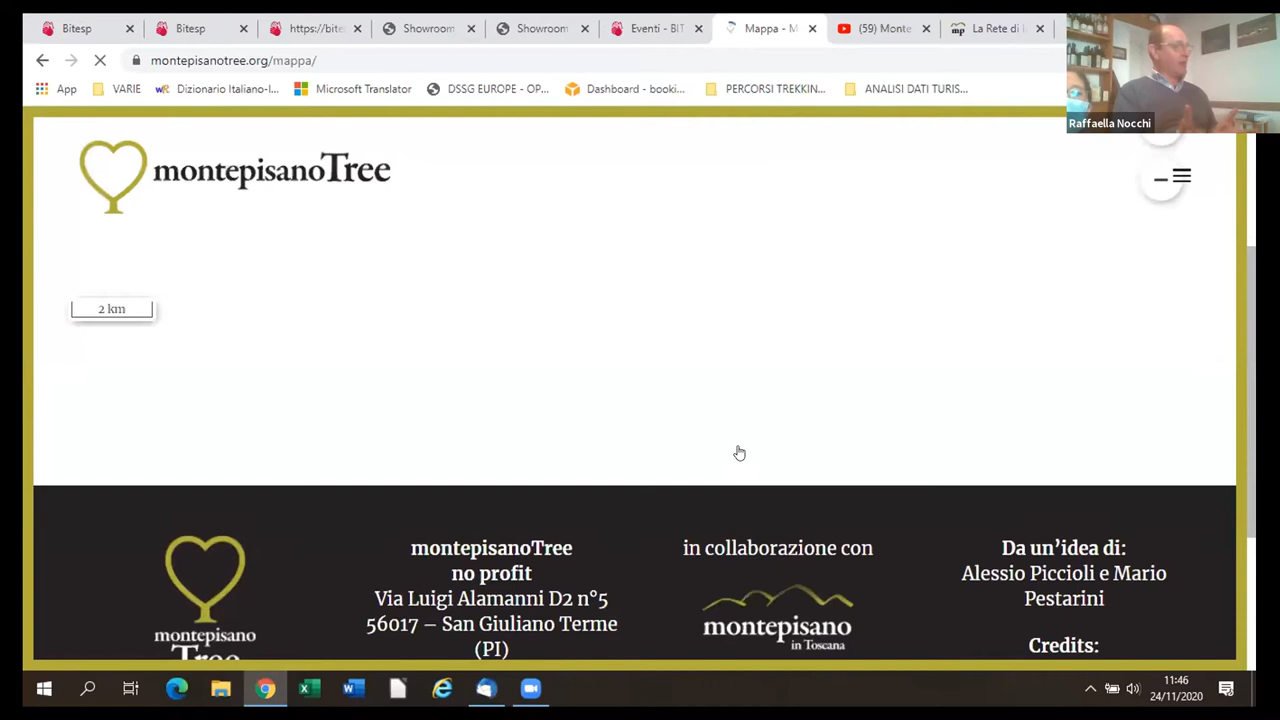 Bitesp
Bitesp
https://bite
Showroom
Showroom
Eventi - BIT
Mappa - M
(59) Monte
La Rete di i
montepisanotree.org/mappa/
App
VARIE
Dizionario Italiano-I...
Microsoft Translator
DSSG EUROPE - OP...
Dashboard - booki...
PERCORSI TREKKIN...
ANALISI DATI TURIS...
Raffaella Nocchi
montepisanoTree
2 km
montepisano
Tree
montepisanoTree
no profit
Via Luigi Alamanni D2 n°5
56017 – San Giuliano Terme
(PI)
in collaborazione con
montepisano
in Toscana
Da un’idea di:
Alessio Piccioli e Mario
Pestarini
Credits:
11:46
24/11/2020